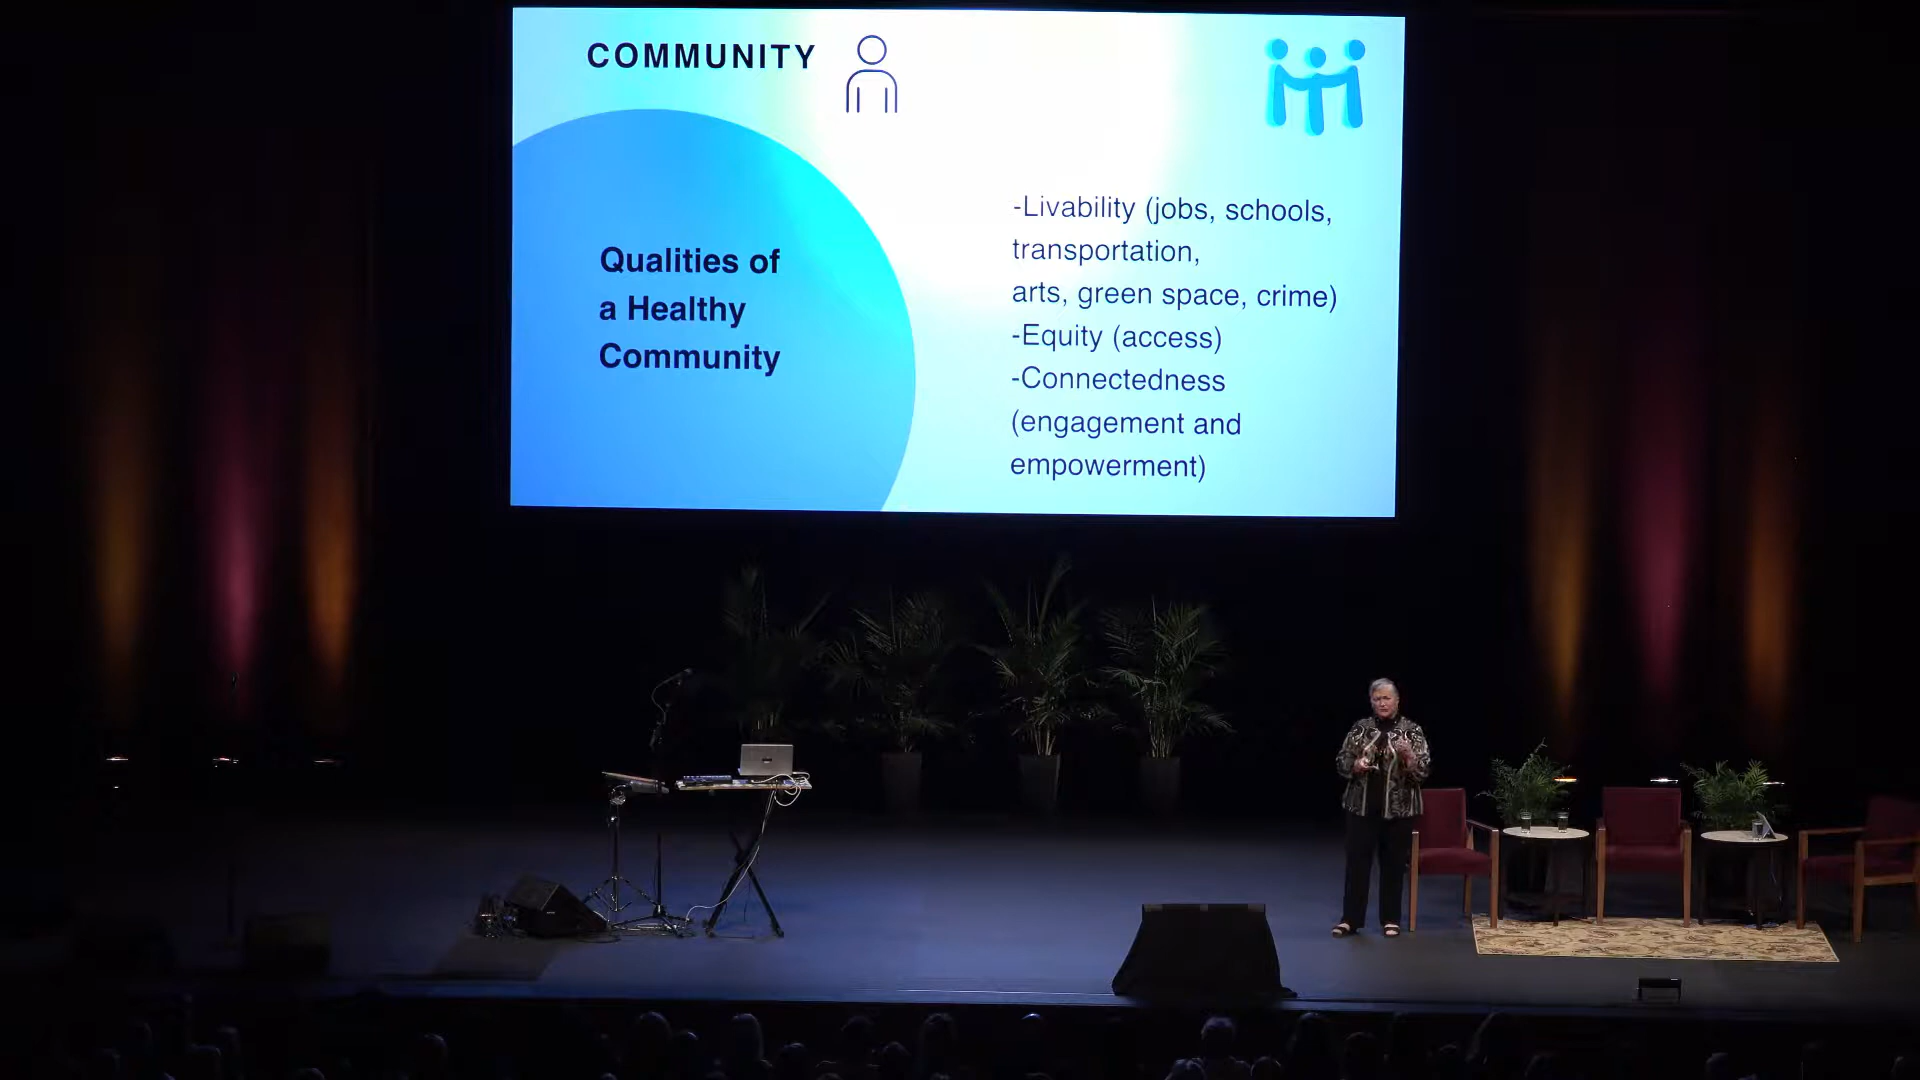 COMMUNITY
Qualities of
a Healthy
Community
-Livability (jobs, schools,
transportation,
arts, green space, crime)
-Equity (access)
-Connectedness
(engagement and
empowerment)